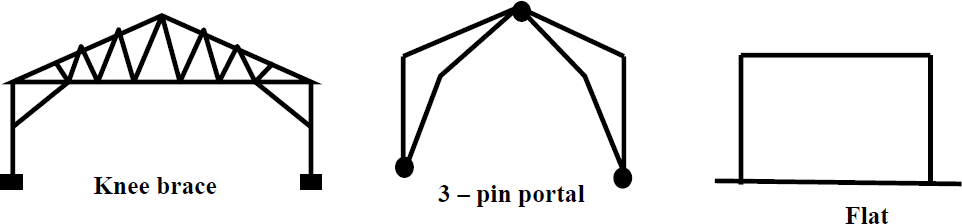 Knee brace
3 – pin portal
Flat